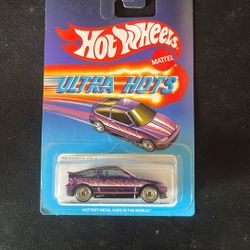 Hot Wheels
MATTEL
ULTRA HOTS
HOTTEST METAL CARS IN THE WORLD!